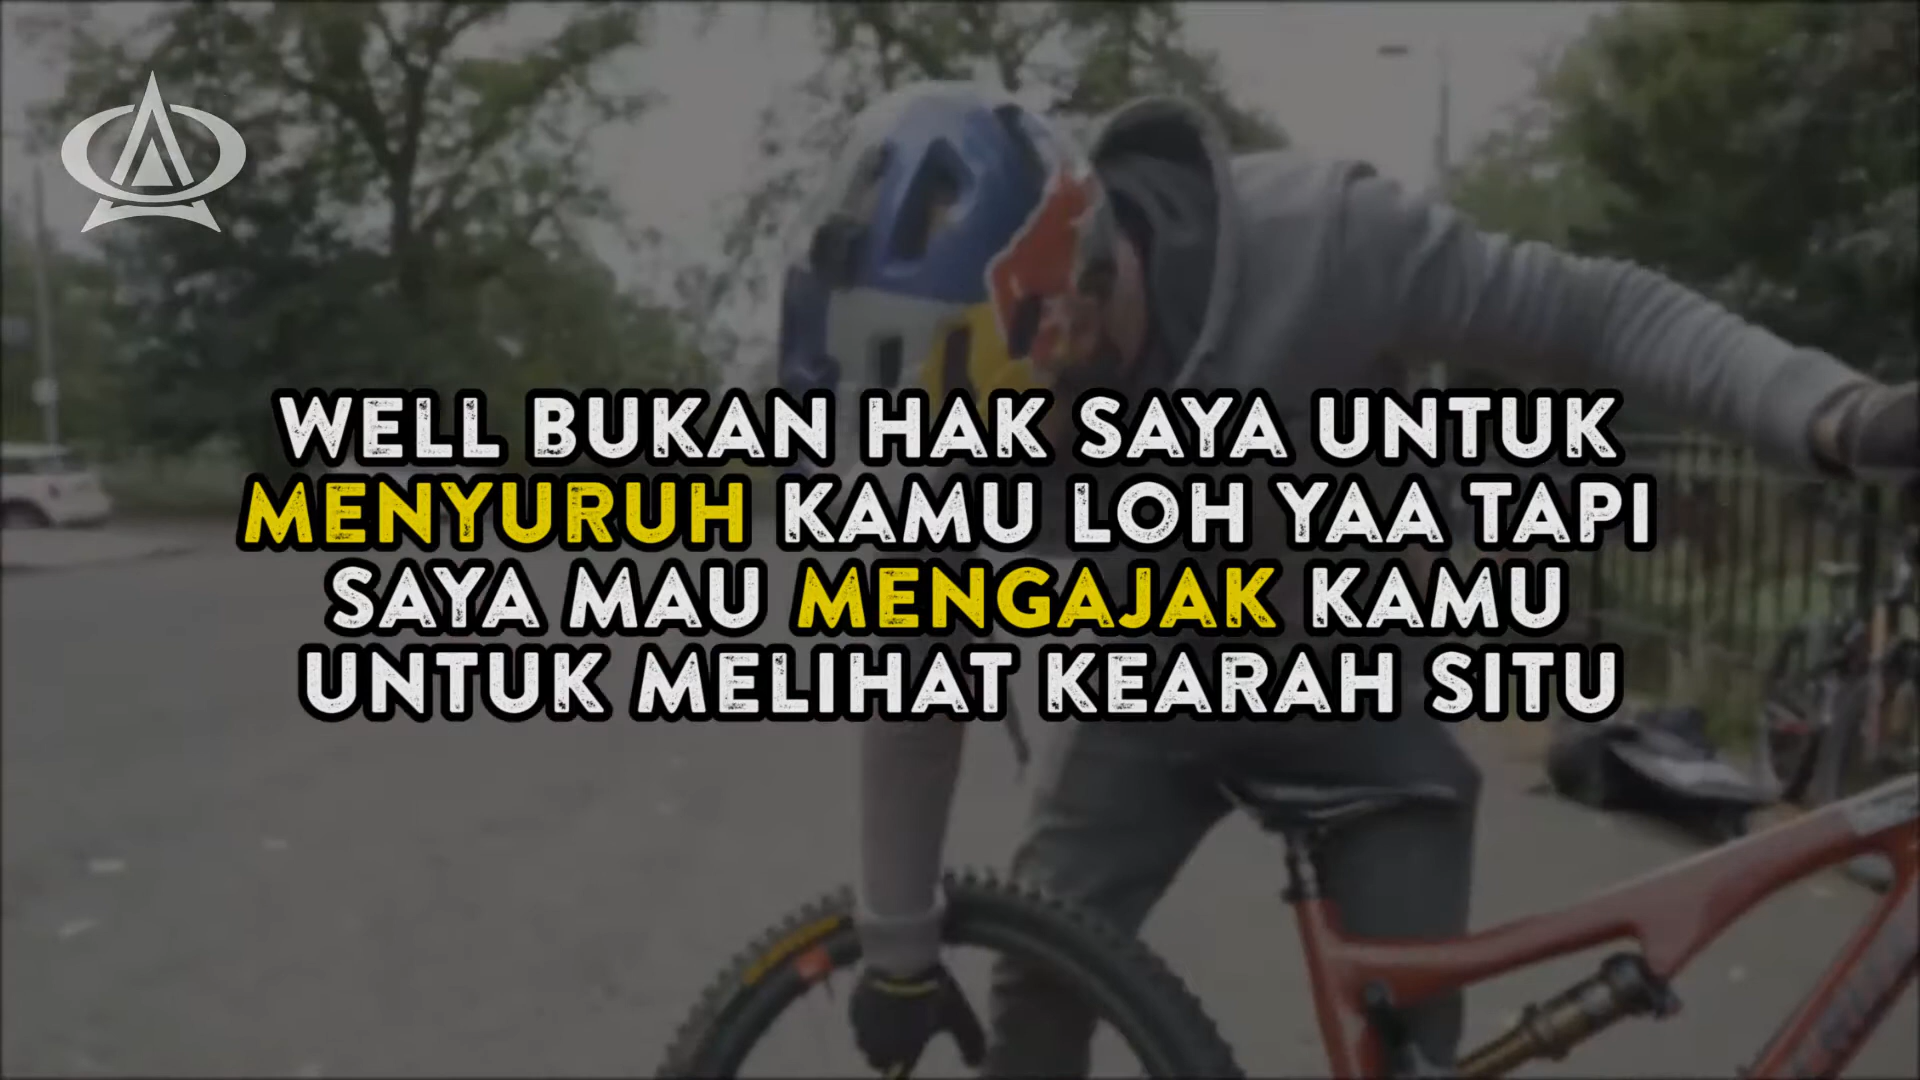 WELL BUKAN HAK SAYA UNTUK
MENYURUH KAMU LOH YAA TAPI
SAYA MAU MENGAJAK KAMU
UNTUK MELIHAT KEARAH SITU